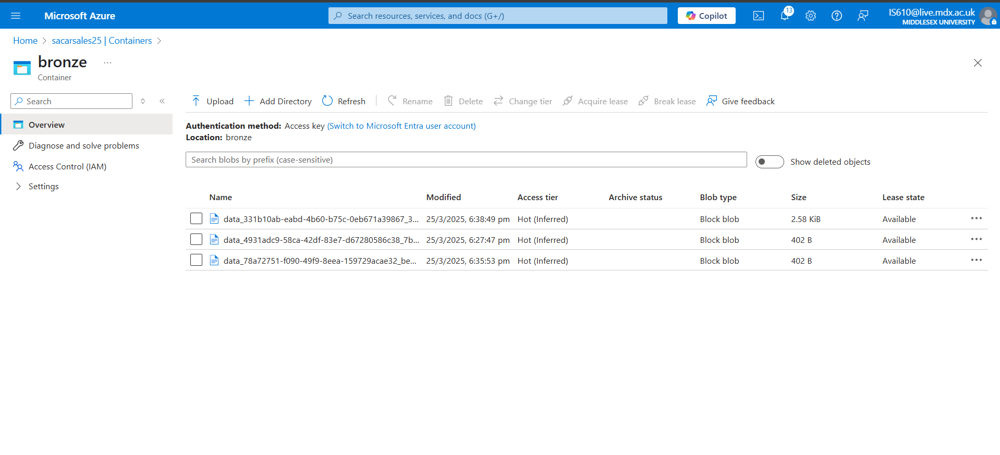 Microsoft Azure
Search resources, services, and docs (G+/)
Copilot
13
IS610@live.mdx.ac.uk
MIDDLESEX UNIVERSITY
Home
sacarsales25 | Containers
bronze
Container
Search
Upload
Add Directory
Refresh
Rename
Delete
Change tier
Acquire lease
Break lease
Give feedback
Overview
Diagnose and solve problems
Access Control (IAM)
Settings
Authentication method: Access key (Switch to Microsoft Entra user account)
Location: bronze
Search blobs by prefix (case-sensitive)
Show deleted objects
Name Modified Access tier Archive status Blob type Size Lease state
data_331b10ab-eabd-4b60-b75c-0eb671a39867_3... 25/3/2025, 6:38:49 pm Hot (Inferred) Block blob 2.58 KiB Available
data_4931adc9-58ca-42df-83e7-d67280586c38_7b... 25/3/2025, 6:27:47 pm Hot (Inferred) Block blob 402 B Available
data_78a72751-f090-49f9-8eea-159729acae32_be... 25/3/2025, 6:35:53 pm Hot (Inferred) Block blob 402 B Available